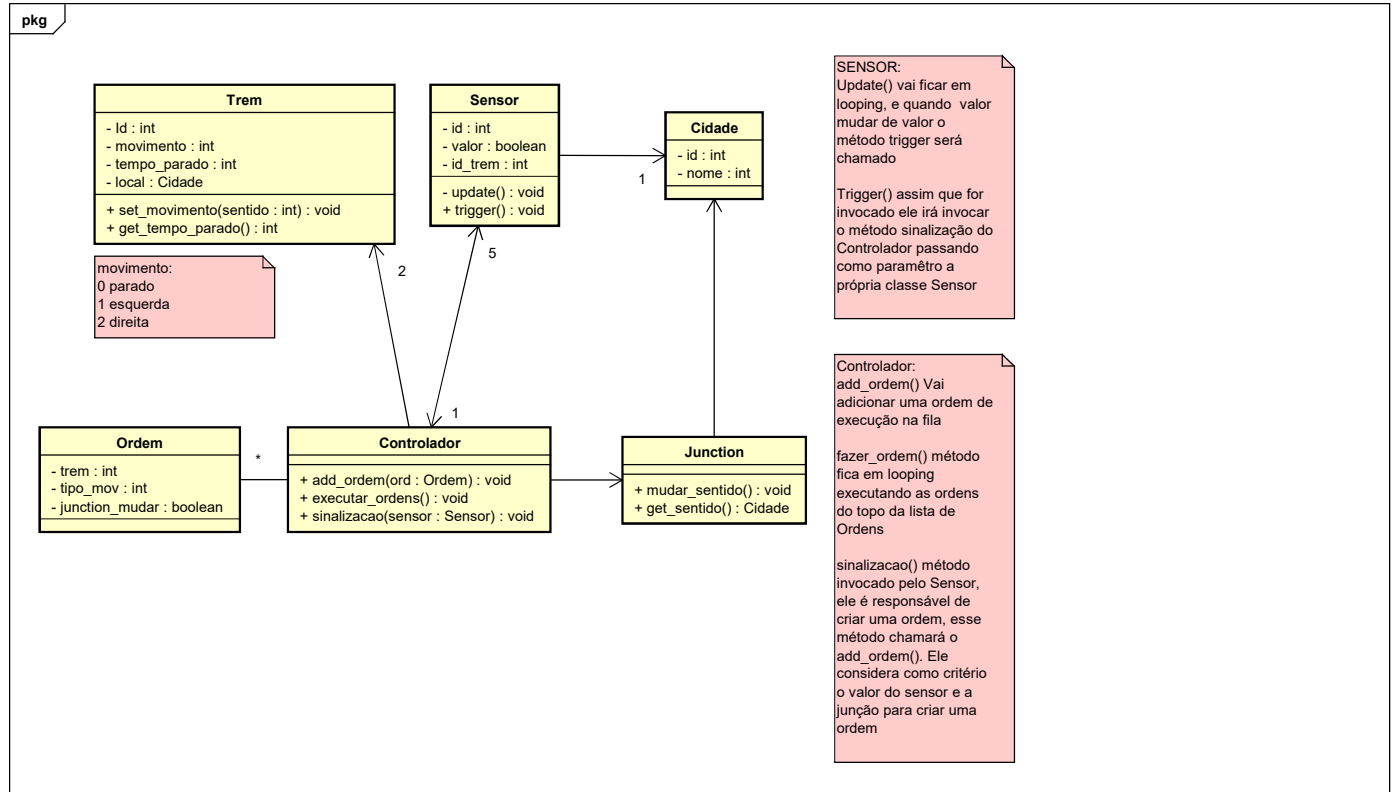 pkg
Trem
- Id : int
- movimento : int
- tempo_parado : int
- local : Cidade
+ set_movimento(sentido : int) : void
+ get_tempo_parado() : int
movimento:
0 parado
1 esquerda
2 direita
Sensor
- id : int
- valor : boolean
- id_trem : int
- update() : void
+ trigger() : void
Cidade
- id : int
- nome : int
1
2
5
1
*
Ordem
- trem : int
- tipo_mov : int
- junction_mudar : boolean
Controlador
+ add_ordem(ord : Ordem) : void
+ executar_ordens() : void
+ sinalizacao(sensor : Sensor) : void
Junction
+ mudar_sentido() : void
+ get_sentido() : Cidade
SENSOR:
Update() vai ficar em
looping, e quando  valor
mudar de valor o
método trigger será
chamado
Trigger() assim que for
invocado ele irá invocar
o método sinalização do
Controlador passando
como paramêtro a
própria classe Sensor
Controlador:
add_ordem() Vai
adicionar uma ordem de
execução na fila
fazer_ordem() método
fica em looping
executando as ordens
do topo da lista de
Ordens
sinalizacao() método
invocado pelo Sensor,
ele é responsável de
criar uma ordem, esse
método chamará o
add_ordem(). Ele
considera como critério
o valor do sensor e a
junção para criar uma
ordem